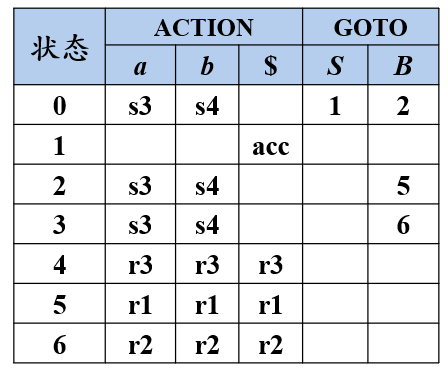 状态 ACTION GOTO
a b $ S B
0 s3 s4 1 2
1 acc
2 s3 s4 5
3 s3 s4 6
4 r3 r3 r3
5 r1 r1 r1
6 r2 r2 r2